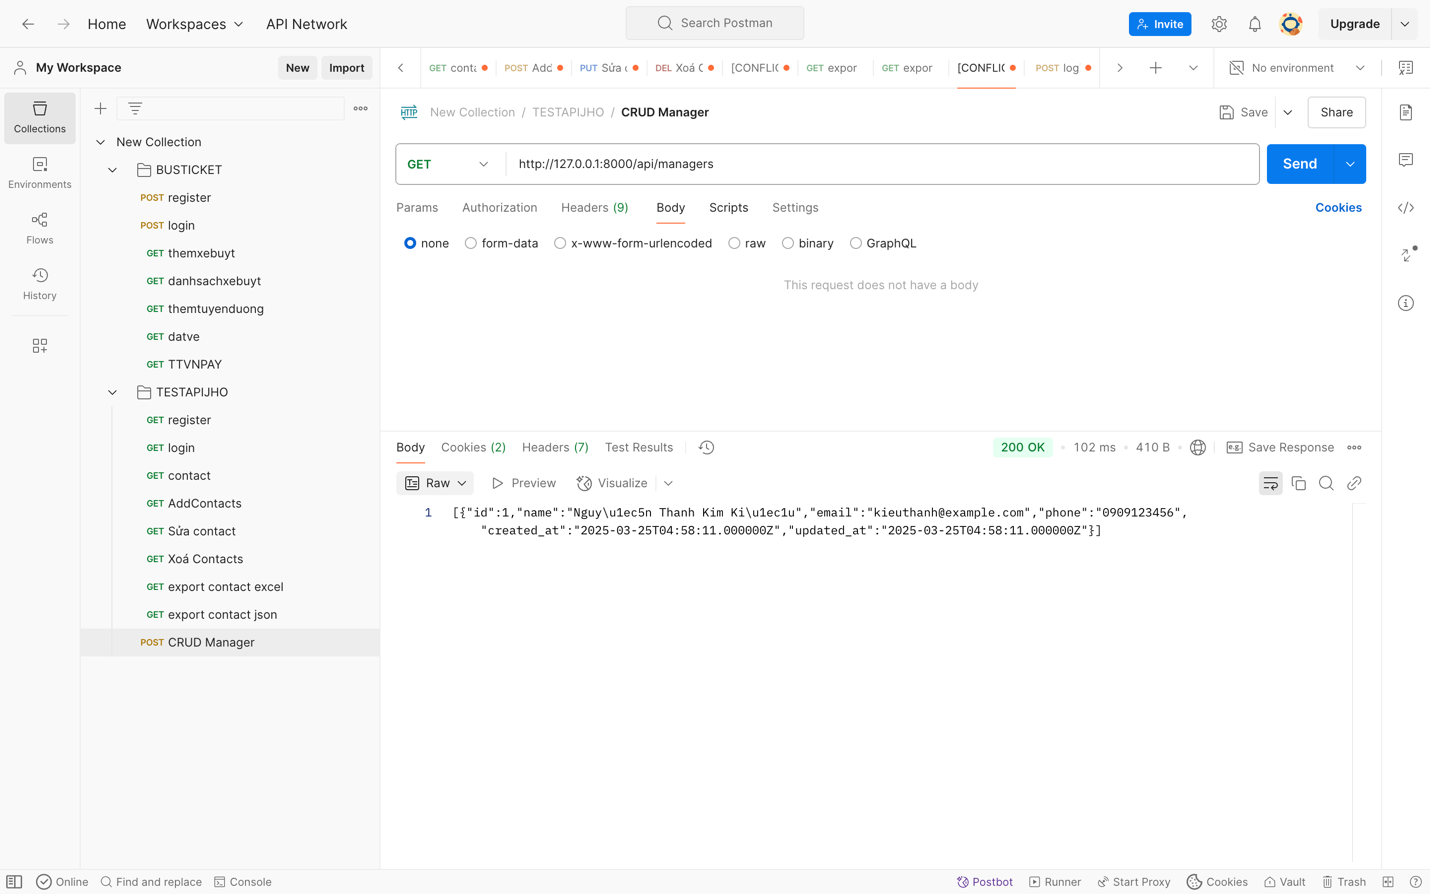 Home Workspaces API Network Search Postman Invite Upgrade
My Workspace New Import GET conta POST Add DEL Xoá C PUT Sửa c [CONFLIC GET expor GET expor [CONFLIC POST log No environment
Collections
Environments
Flows
History
New Collection
BUSTICKET
POST register
POST login
GET themxebuyt
GET danhsachxebuyt
GET themtuyenduong
GET datve
GET TTVNPAY
TESTAPIJHO
GET register
GET login
GET contact
GET AddContacts
GET Sửa contact
GET Xoá Contacts
GET export contact excel
GET export contact json
POST CRUD Manager
HTTP New Collection / TESTAPIJHO / CRUD Manager Save Share
GET http://127.0.0.1:8000/api/managers Send
Params Authorization Headers (9) Body Scripts Settings Cookies
none form-data x-www-form-urlencoded raw binary GraphQL
This request does not have a body
Body Cookies (2) Headers (7) Test Results 200 OK 102 ms 410 B e.g. Save Response
Raw Preview Visualize
1 [{"id":1,"name":"Nguy\u1ec5n Thanh Kim Ki\u1ec1u","email":"kieuthanh@example.com","phone":"0909123456",
"created_at":"2025-03-25T04:58:11.000000Z","updated_at":"2025-03-25T04:58:11.000000Z"}]
Online Find and replace Console Postbot Runner Start Proxy Cookies Vault Trash